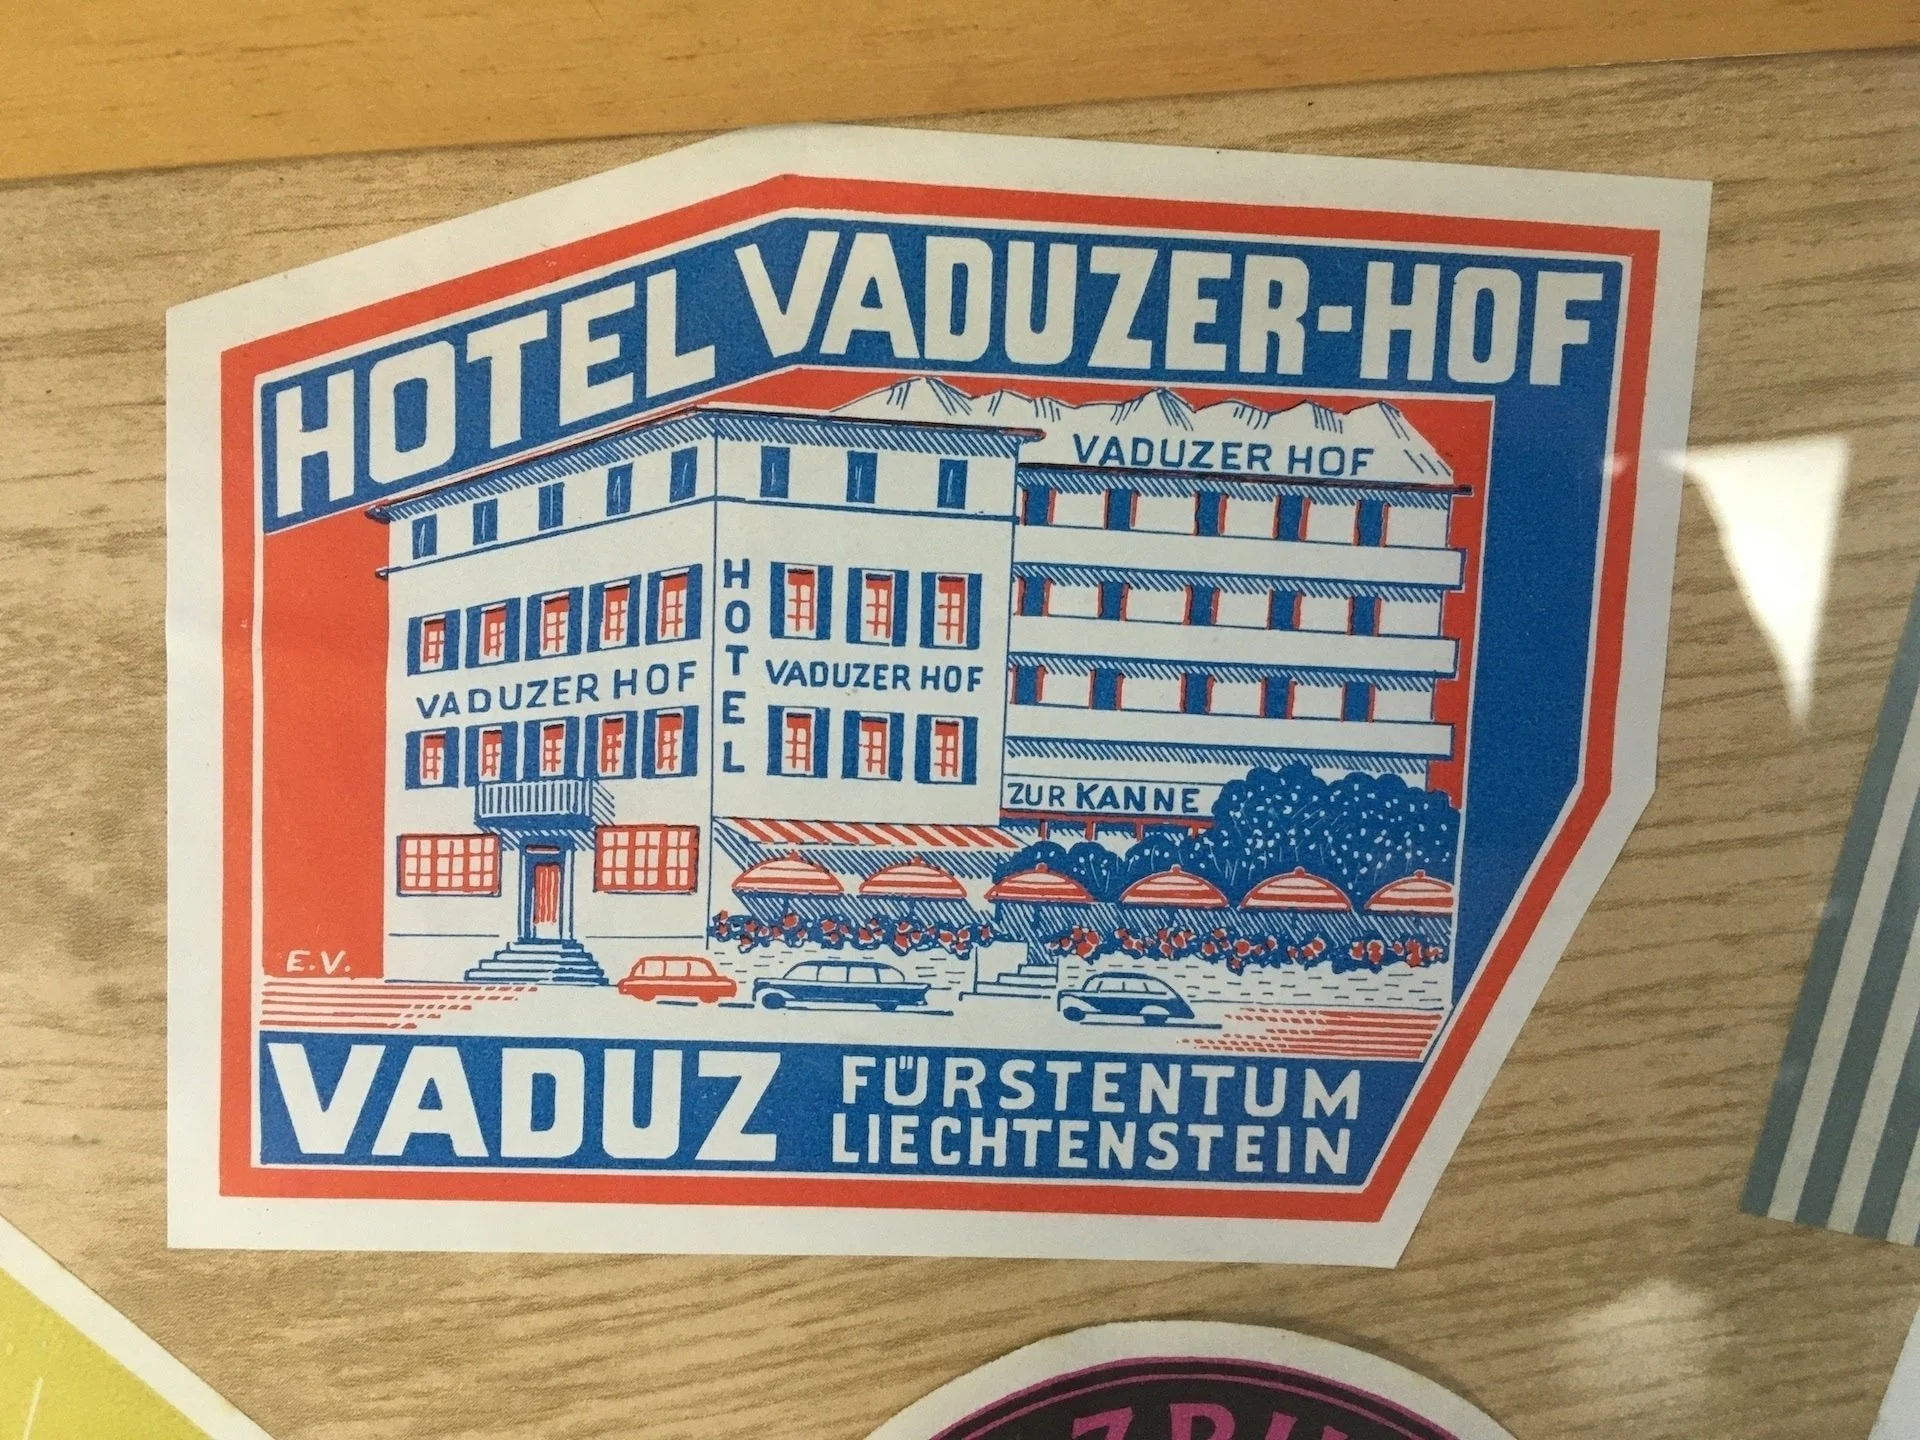 HOTEL VADUZER-HOF
VADUZER HOF
HOTEL
VADUZER HOF
VADUZER HOF
ZUR KANNE
E.V.
VADUZ
FÜRSTENTUM
LIECHTENSTEIN